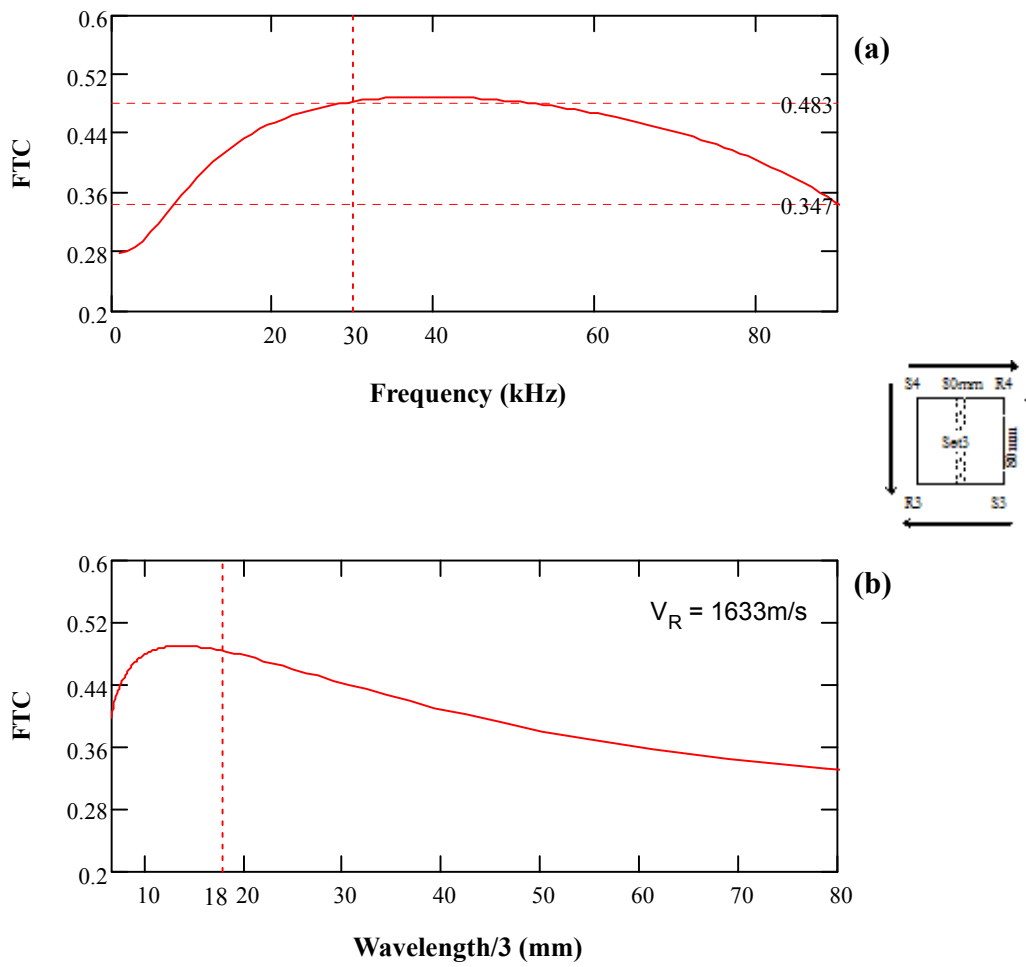 0.6
(a)
0.52
0.483
0.44
FTC
0.36
0.347
0.28
0.2
0 20 30 40 60 80
Frequency (kHz)
S4 80mm R4
Set3
80mm
R3 S3
0.6
(b)
V_R = 1633m/s
0.52
0.44
FTC
0.36
0.28
0.2
10 18 20 30 40 50 60 70 80
Wavelength/3 (mm)